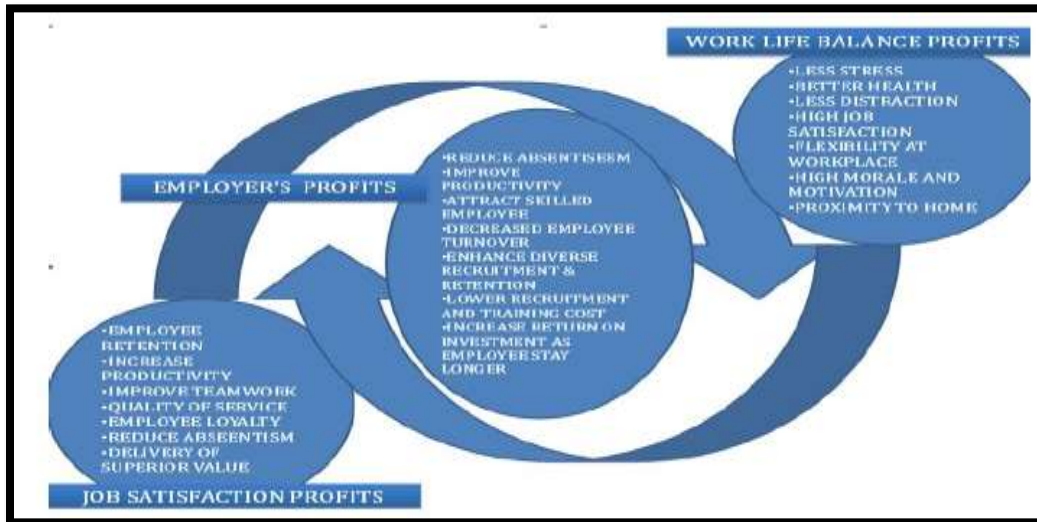 WORK LIFE BALANCE PROFITS
•LESS STRESS
•BETTER HEALTH
•LESS DISTRACTION
•HIGH JOB
SATISFACTION
•FLEXIBILITY AT
WORKPLACE
•HIGH MORALE AND
MOTIVATION
•PROXIMITY TO HOME
EMPLOYER'S PROFITS
•REDUCE ABSENTISEEM
•IMPROVE
PRODUCTIVITY
•ATTRACT SKILLED
EMPLOYEE
•DECREASED EMPLOYEE
TURNOVER
•ENHANCE DIVERSE
RECRUITMENT &
RETENTION
•LOWER RECRUITMENT
AND TRAINING COST
•INCREASE RETURN ON
INVESTMENT AS
EMPLOYEE STAY
LONGER
•EMPLOYEE
RETENTION
•INCREASE
PRODUCTIVITY
•IMPROVE TEAMWORK
•QUALITY OF SERVICE
•EMPLOYEE LOYALTY
•REDUCE ABSEENTISM
•DELIVERY OF
SUPERIOR VALUE
JOB SATISFACTION PROFITS